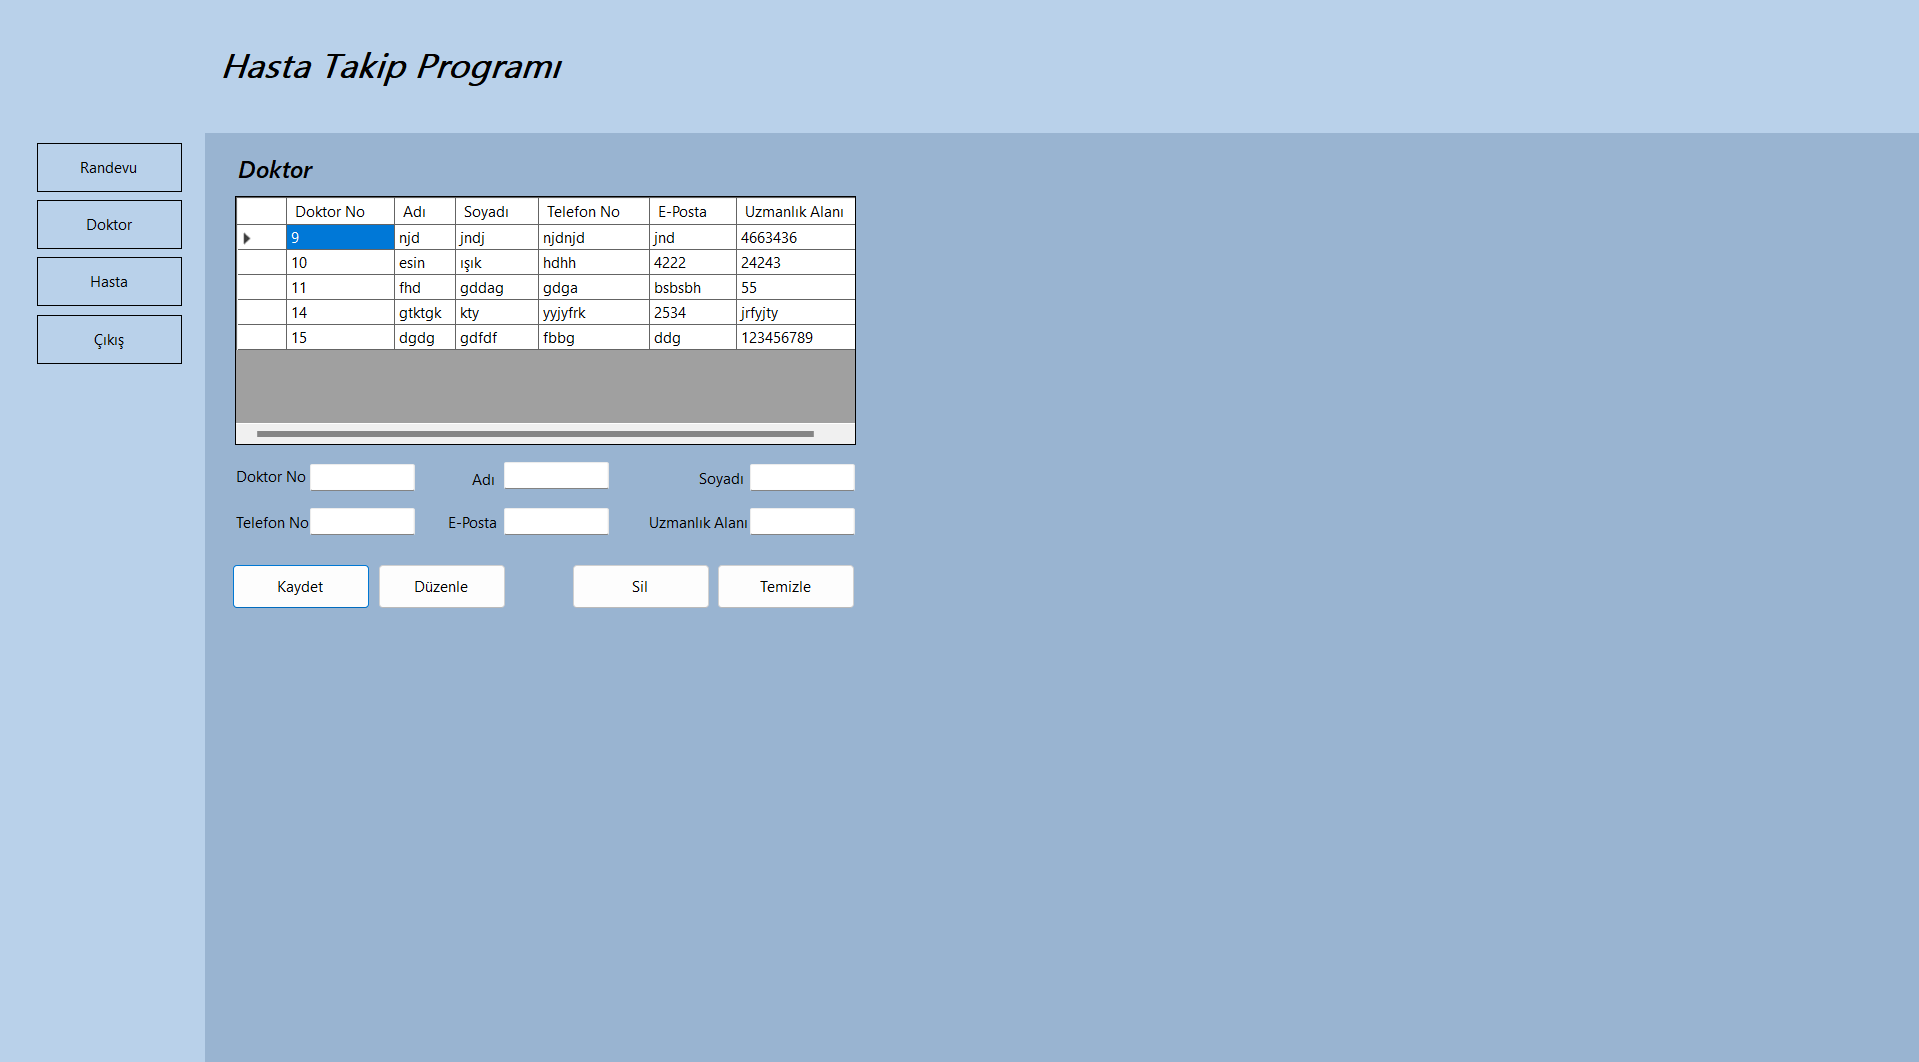 Hasta Takip Programı
Randevu
Doktor
Hasta
Çıkış
Doktor
Doktor No Adı Soyadı Telefon No E-Posta Uzmanlık Alanı
9 njd jndj njdnjd jnd 4663436
10 esin ışık hdhh 4222 24243
11 fhd gddag gdga bsbsbh 55
14 gtktgk kty yyjyfrk 2534 jrfyjty
15 dgdg gdfdf fbbg ddg 123456789
Doktor No Adı Soyadı
Telefon No E-Posta Uzmanlık Alanı
Kaydet Düzenle Sil Temizle